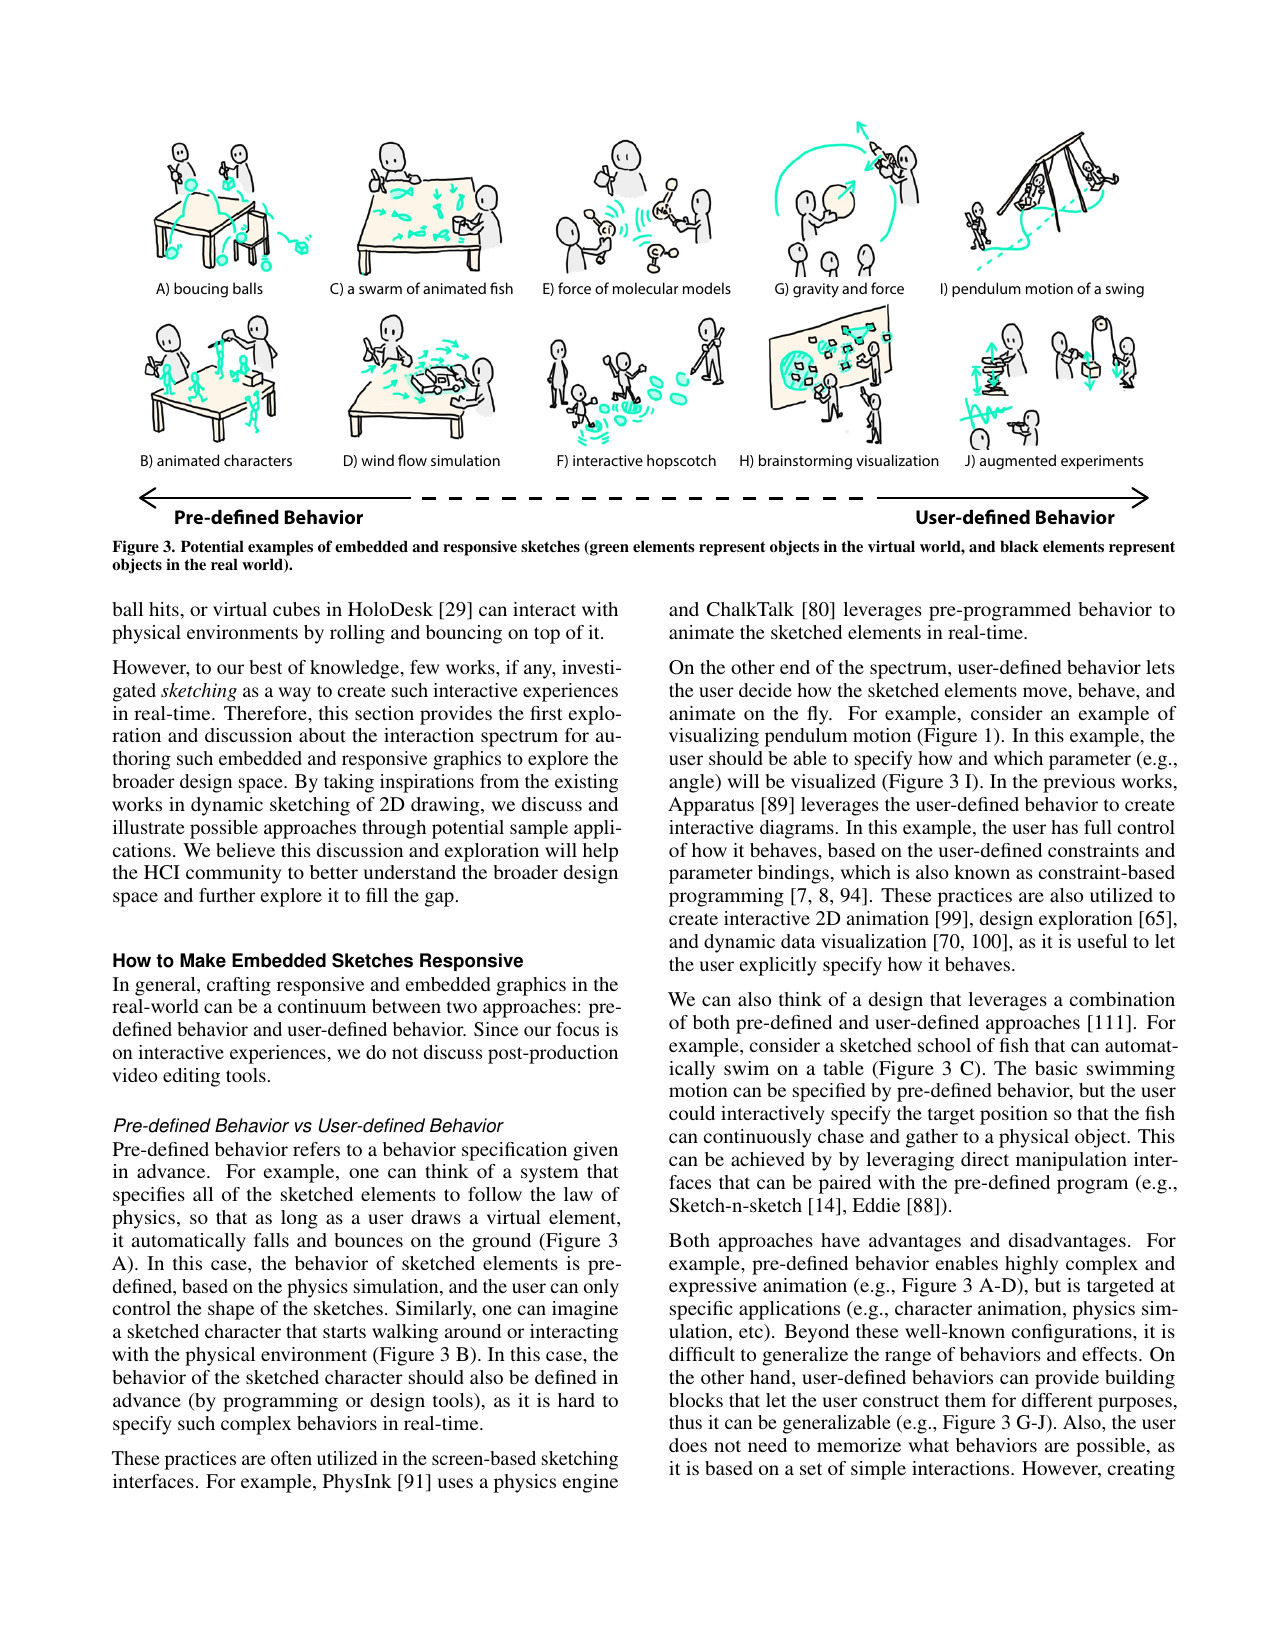 Cl
Na
C
A) boucing balls
C) a swarm of animated fish
E) force of molecular models
G) gravity and force
I) pendulum motion of a swing
B) animated characters
D) wind flow simulation
F) interactive hopscotch
H) brainstorming visualization
J) augmented experiments
Pre-defined Behavior
User-defined Behavior
Figure 3. Potential examples of embedded and responsive sketches (green elements represent objects in the virtual world, and black elements represent
objects in the real world).
ball hits, or virtual cubes in HoloDesk [29] can interact with
physical environments by rolling and bouncing on top of it.
However, to our best of knowledge, few works, if any, investi-
gated sketching as a way to create such interactive experiences
in real-time. Therefore, this section provides the first explo-
ration and discussion about the interaction spectrum for au-
thoring such embedded and responsive graphics to explore the
broader design space. By taking inspirations from the existing
works in dynamic sketching of 2D drawing, we discuss and
illustrate possible approaches through potential sample appli-
cations. We believe this discussion and exploration will help
the HCI community to better understand the broader design
space and further explore it to fill the gap.
How to Make Embedded Sketches Responsive
In general, crafting responsive and embedded graphics in the
real-world can be a continuum between two approaches: pre-
defined behavior and user-defined behavior. Since our focus is
on interactive experiences, we do not discuss post-production
video editing tools.
Pre-defined Behavior vs User-defined Behavior
Pre-defined behavior refers to a behavior specification given
in advance. For example, one can think of a system that
specifies all of the sketched elements to follow the law of
physics, so that as long as a user draws a virtual element,
it automatically falls and bounces on the ground (Figure 3
A). In this case, the behavior of sketched elements is pre-
defined, based on the physics simulation, and the user can only
control the shape of the sketches. Similarly, one can imagine
a sketched character that starts walking around or interacting
with the physical environment (Figure 3 B). In this case, the
behavior of the sketched character should also be defined in
advance (by programming or design tools), as it is hard to
specify such complex behaviors in real-time.
These practices are often utilized in the screen-based sketching
interfaces. For example, PhysInk [91] uses a physics engine
and ChalkTalk [80] leverages pre-programmed behavior to
animate the sketched elements in real-time.
On the other end of the spectrum, user-defined behavior lets
the user decide how the sketched elements move, behave, and
animate on the fly. For example, consider an example of
visualizing pendulum motion (Figure 1). In this example, the
user should be able to specify how and which parameter (e.g.,
angle) will be visualized (Figure 3 I). In the previous works,
Apparatus [89] leverages the user-defined behavior to create
interactive diagrams. In this example, the user has full control
of how it behaves, based on the user-defined constraints and
parameter bindings, which is also known as constraint-based
programming [7, 8, 94]. These practices are also utilized to
create interactive 2D animation [99], design exploration [65],
and dynamic data visualization [70, 100], as it is useful to let
the user explicitly specify how it behaves.
We can also think of a design that leverages a combination
of both pre-defined and user-defined approaches [111]. For
example, consider a sketched school of fish that can automat-
ically swim on a table (Figure 3 C). The basic swimming
motion can be specified by pre-defined behavior, but the user
could interactively specify the target position so that the fish
can continuously chase and gather to a physical object. This
can be achieved by by leveraging direct manipulation inter-
faces that can be paired with the pre-defined program (e.g.,
Sketch-n-sketch [14], Eddie [88]).
Both approaches have advantages and disadvantages. For
example, pre-defined behavior enables highly complex and
expressive animation (e.g., Figure 3 A-D), but is targeted at
specific applications (e.g., character animation, physics sim-
ulation, etc). Beyond these well-known configurations, it is
difficult to generalize the range of behaviors and effects. On
the other hand, user-defined behaviors can provide building
blocks that let the user construct them for different purposes,
thus it can be generalizable (e.g., Figure 3 G-J). Also, the user
does not need to memorize what behaviors are possible, as
it is based on a set of simple interactions. However, creating